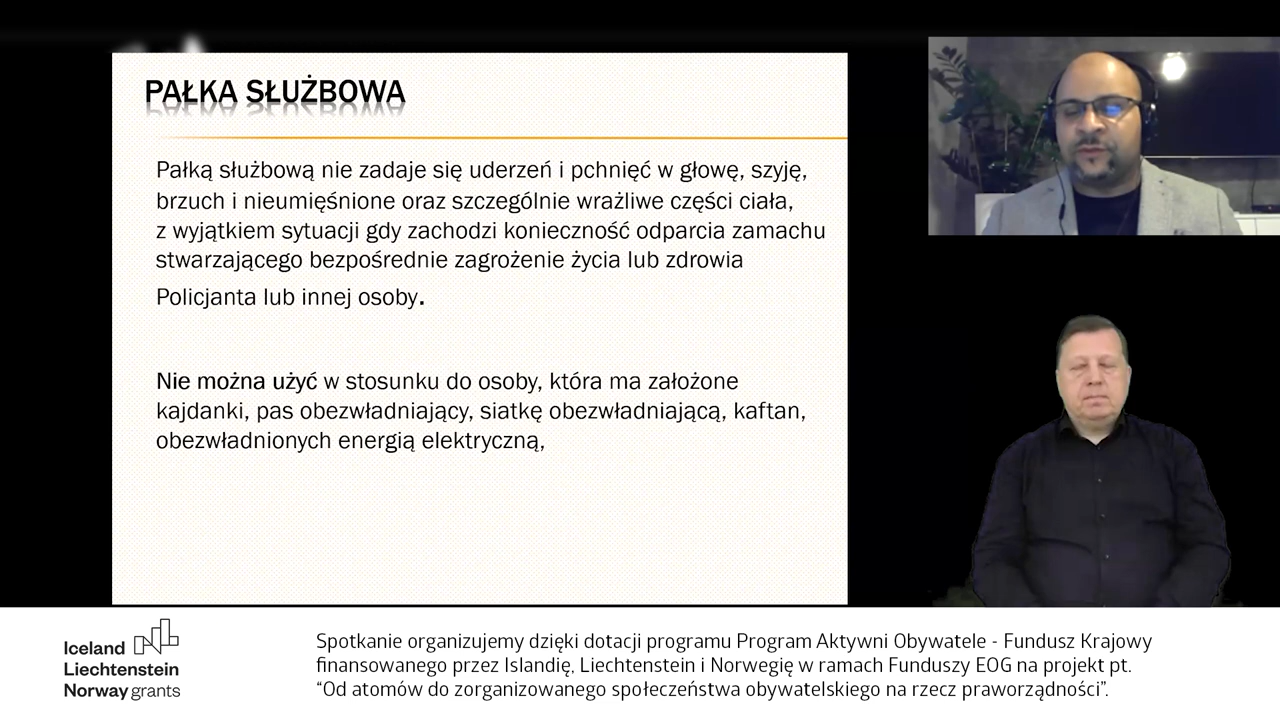 PAŁKA SŁUŻBOWA
Pałką służbową nie zadaje się uderzeń i pchnięć w głowę, szyję,
brzuch i nieumięśnione oraz szczególnie wrażliwe części ciała,
z wyjątkiem sytuacji gdy zachodzi konieczność odparcia zamachu
stwarzającego bezpośrednie zagrożenie życia lub zdrowia
Policjanta lub innej osoby.
Nie można użyć w stosunku do osoby, która ma założone
kajdanki, pas obezwładniający, siatkę obezwładniającą, kaftan,
obezwładnionych energią elektryczną,
Iceland
Liechtenstein
Norway grants
Spotkanie organizujemy dzięki dotacji programu Program Aktywni Obywatele - Fundusz Krajowy
finansowanego przez Islandię, Liechtenstein i Norwegię w ramach Funduszy EOG na projekt pt.
“Od atomów do zorganizowanego społeczeństwa obywatelskiego na rzecz praworządności”.